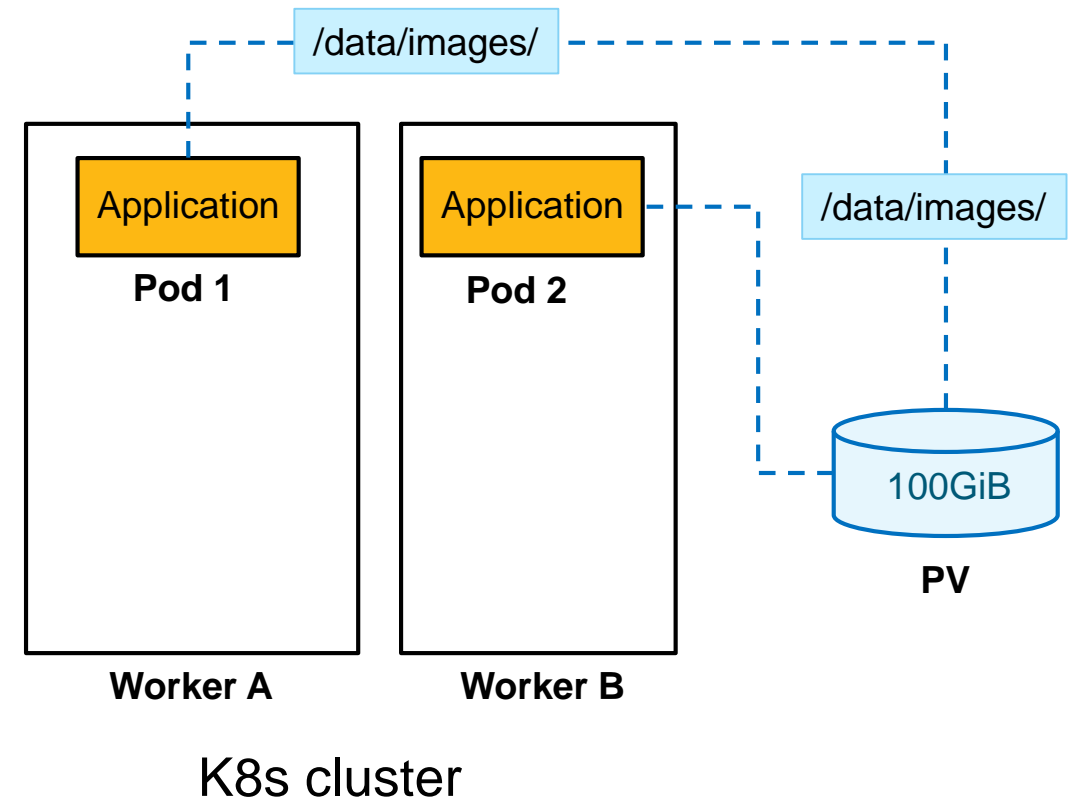 /data/images/
Application
Application
/data/images/
Pod 1
Pod 2
100GiB
PV
Worker A
Worker B
K8s cluster